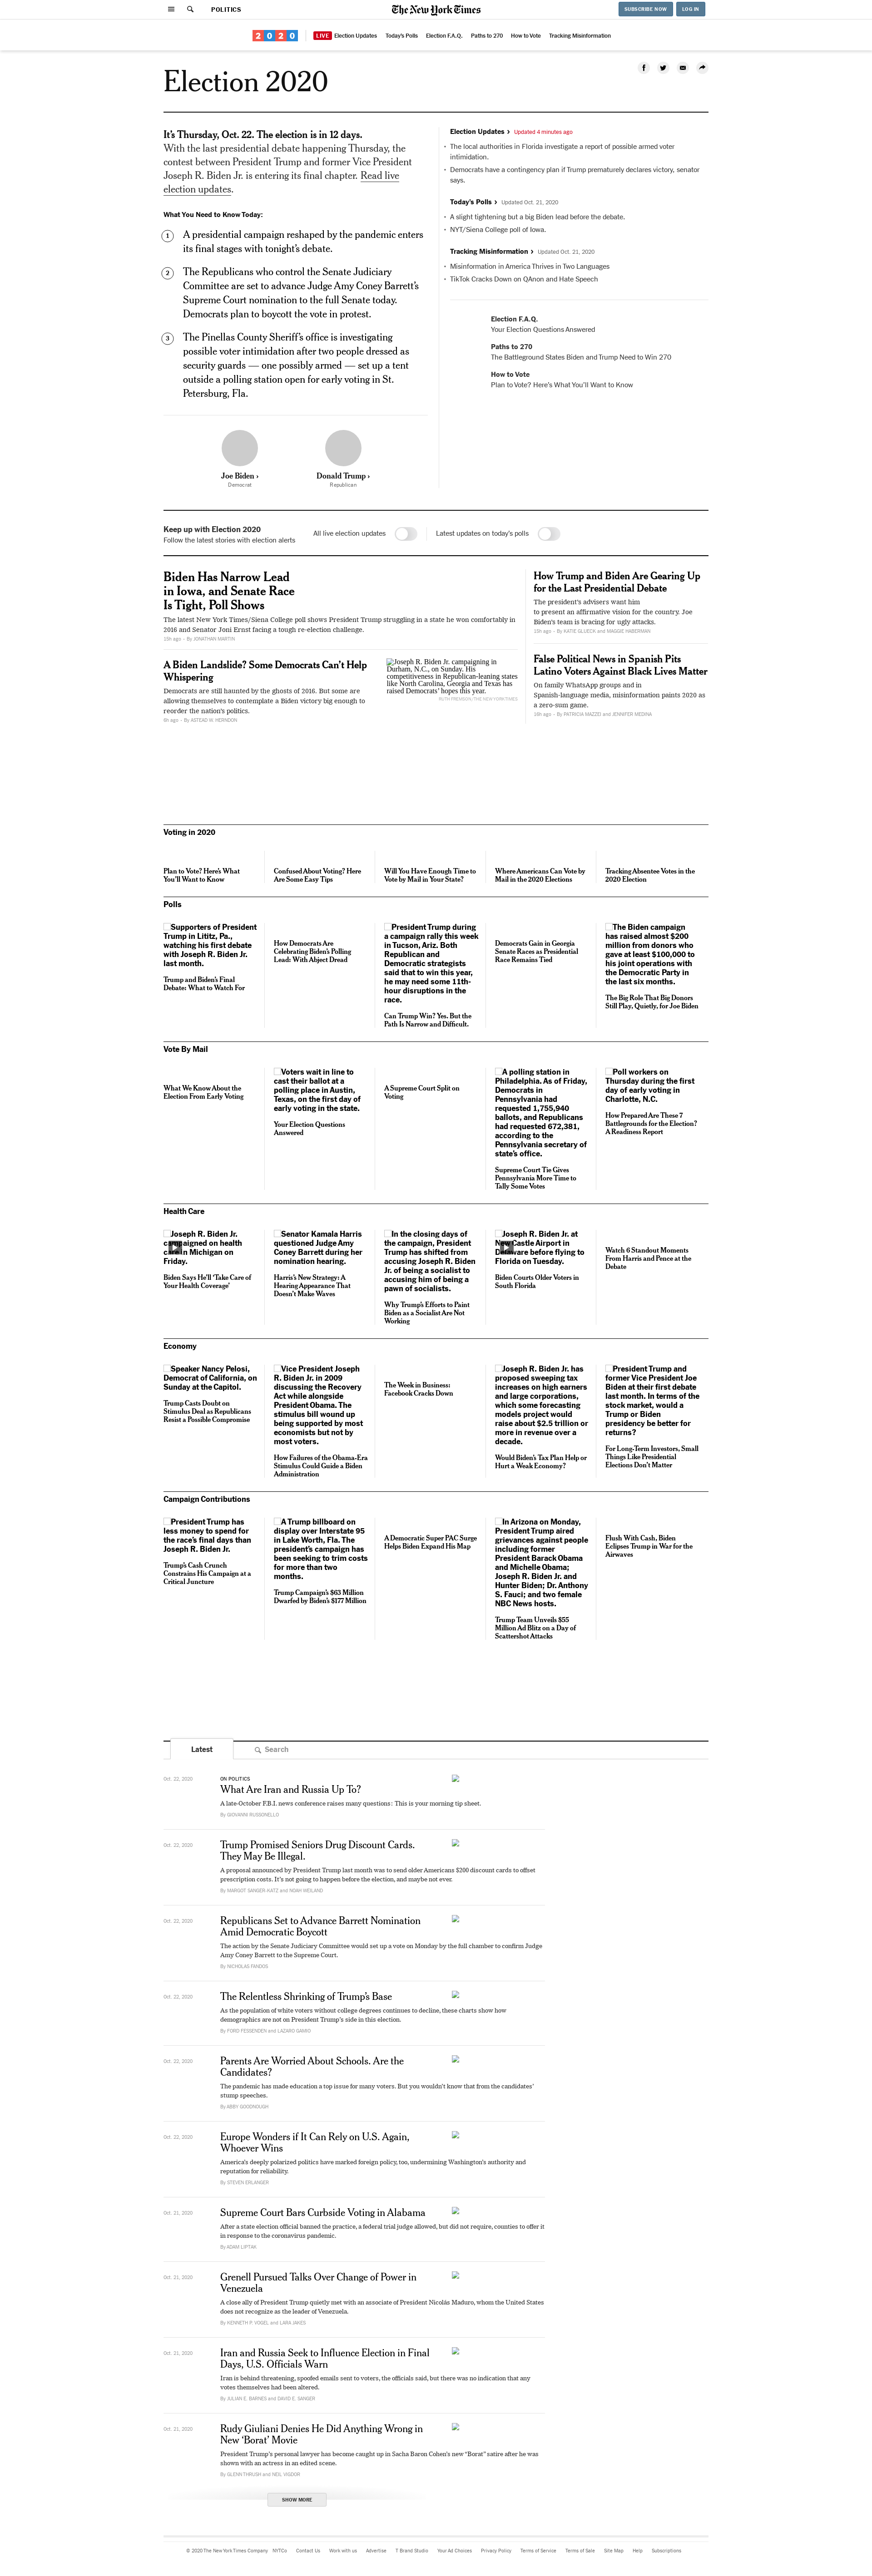 POLITICS
The New York Times
SUBSCRIBE NOW
LOG IN
2020
LIVE Election Updates
Today's Polls
Election F.A.Q.
Paths to 270
How to Vote
Tracking Misinformation
Election 2020
It's Thursday, Oct. 22. The election is in 12 days.
With the last presidential debate happening Thursday, the
contest between President Trump and former Vice President
Joseph R. Biden Jr. is entering its final chapter. Read live
election updates.
What You Need to Know Today:
1
A presidential campaign reshaped by the pandemic enters
its final stages with tonight's debate.
2
The Republicans who control the Senate Judiciary
Committee are set to advance Judge Amy Coney Barrett's
Supreme Court nomination to the full Senate today.
Democrats plan to boycott the vote in protest.
3
The Pinellas County Sheriff's office is investigating
possible voter intimidation after two people dressed as
security guards — one possibly armed — set up a tent
outside a polling station open for early voting in St.
Petersburg, Fla.
Joe Biden ›
Democrat
Donald Trump ›
Republican
Election Updates › Updated 4 minutes ago
• The local authorities in Florida investigate a report of possible armed voter
intimidation.
• Democrats have a contingency plan if Trump prematurely declares victory, senator
says.
Today's Polls › Updated Oct. 21, 2020
• A slight tightening but a big Biden lead before the debate.
• NYT/Siena College poll of Iowa.
Tracking Misinformation › Updated Oct. 21, 2020
• Misinformation in America Thrives in Two Languages
• TikTok Cracks Down on QAnon and Hate Speech
Election F.A.Q.
Your Election Questions Answered
Paths to 270
The Battleground States Biden and Trump Need to Win 270
How to Vote
Plan to Vote? Here's What You'll Want to Know
Keep up with Election 2020
Follow the latest stories with election alerts
All live election updates
Latest updates on today's polls
Biden Has Narrow Lead
in Iowa, and Senate Race
Is Tight, Poll Shows
The latest New York Times/Siena College poll shows President Trump struggling in a state he won comfortably in
2016 and Senator Joni Ernst facing a tough re-election challenge.
15h ago – By JONATHAN MARTIN
A Biden Landslide? Some Democrats Can't Help
Whispering
Democrats are still haunted by the ghosts of 2016. But some are
allowing themselves to contemplate a Biden victory big enough to
reorder the nation's politics.
6h ago – By ASTEAD W. HERNDON
Joseph R. Biden Jr. campaigning in
Durham, N.C., on Sunday. His
competitiveness in Republican-leaning states
like North Carolina, Georgia and Texas has
raised Democrats' hopes this year.
RUTH FREMSON/THE NEW YORK TIMES
How Trump and Biden Are Gearing Up
for the Last Presidential Debate
The president's advisers want him
to present an affirmative vision for the country. Joe
Biden's team is bracing for ugly attacks.
15h ago – By KATIE GLUECK and MAGGIE HABERMAN
False Political News in Spanish Pits
Latino Voters Against Black Lives Matter
On family WhatsApp groups and in
Spanish-language media, misinformation paints 2020 as
a zero-sum game.
16h ago – By PATRICIA MAZZEI and JENNIFER MEDINA
Voting in 2020
Plan to Vote? Here's What
You'll Want to Know
Confused About Voting? Here
Are Some Easy Tips
Will You Have Enough Time to
Vote by Mail in Your State?
Where Americans Can Vote by
Mail in the 2020 Elections
Tracking Absentee Votes in the
2020 Election
Polls
Supporters of President
Trump in Lititz, Pa.,
watching his first debate
with Joseph R. Biden Jr.
last month.
Trump and Biden's Final
Debate: What to Watch For
How Democrats Are
Celebrating Biden's Polling
Lead: With Abject Dread
President Trump during
a campaign rally this week
in Tucson, Ariz. Both
Republican and
Democratic strategists
said that to win this year,
he may need some 11th-
hour disruptions in the
race.
Can Trump Win? Yes. But the
Path Is Narrow and Difficult.
Democrats Gain in Georgia
Senate Races as Presidential
Race Remains Tied
The Biden campaign
has raised almost $200
million from donors who
gave at least $100,000 to
his joint operations with
the Democratic Party in
the last six months.
The Big Role That Big Donors
Still Play, Quietly, for Joe Biden
Vote By Mail
What We Know About the
Election From Early Voting
Voters wait in line to
cast their ballot at a
polling place in Austin,
Texas, on the first day of
early voting in the state.
Your Election Questions
Answered
A Supreme Court Split on
Voting
A polling station in
Philadelphia. As of Friday,
Democrats in
Pennsylvania had
requested 1,755,940
ballots, and Republicans
had requested 672,381,
according to the
Pennsylvania secretary of
state's office.
Supreme Court Tie Gives
Pennsylvania More Time to
Tally Some Votes
Poll workers on
Thursday during the first
day of early voting in
Charlotte, N.C.
How Prepared Are These 7
Battlegrounds for the Election?
A Readiness Report
Health Care
Joseph R. Biden Jr.
campaigned on health
care in Michigan on
Friday.
Biden Says He'll 'Take Care of
Your Health Coverage'
Senator Kamala Harris
questioned Judge Amy
Coney Barrett during her
nomination hearing.
Harris's New Strategy: A
Hearing Appearance That
Doesn't Make Waves
In the closing days of
the campaign, President
Trump has shifted from
accusing Joseph R. Biden
Jr. of being a socialist to
accusing him of being a
pawn of socialists.
Why Trump's Efforts to Paint
Biden as a Socialist Are Not
Working
Joseph R. Biden Jr. at
New Castle Airport in
Delaware before flying to
Florida on Tuesday.
Biden Courts Older Voters in
South Florida
Watch 6 Standout Moments
From Harris and Pence at the
Debate
Economy
Speaker Nancy Pelosi,
Democrat of California, on
Sunday at the Capitol.
Trump Casts Doubt on
Stimulus Deal as Republicans
Resist a Possible Compromise
Vice President Joseph
R. Biden Jr. in 2009
discussing the Recovery
Act while alongside
President Obama. The
stimulus bill wound up
being supported by most
economists but not by
most voters.
How Failures of the Obama-Era
Stimulus Could Guide a Biden
Administration
The Week in Business:
Facebook Cracks Down
Joseph R. Biden Jr. has
proposed sweeping tax
increases on high earners
and large corporations,
which some forecasting
models project would
raise about $2.5 trillion or
more in revenue over a
decade.
Would Biden's Tax Plan Help or
Hurt a Weak Economy?
President Trump and
former Vice President Joe
Biden at their first debate
last month. In terms of the
stock market, would a
Trump or Biden
presidency be better for
returns?
For Long-Term Investors, Small
Things Like Presidential
Elections Don't Matter
Campaign Contributions
President Trump has
less money to spend for
the race's final days than
Joseph R. Biden Jr.
Trump's Cash Crunch
Constrains His Campaign at a
Critical Juncture
A Trump billboard on
display over Interstate 95
in Lake Worth, Fla. The
president's campaign has
been seeking to trim costs
for more than two
months.
Trump Campaign's $63 Million
Dwarfed by Biden's $177 Million
A Democratic Super PAC Surge
Helps Biden Expand His Map
In Arizona on Monday,
President Trump aired
grievances against people
including former
President Barack Obama
and Michelle Obama;
Joseph R. Biden Jr. and
Hunter Biden; Dr. Anthony
S. Fauci; and two female
NBC News hosts.
Trump Team Unveils $55
Million Ad Blitz on a Day of
Scattershot Attacks
Flush With Cash, Biden
Eclipses Trump in War for the
Airwaves
Latest
Search
Oct. 22, 2020
ON POLITICS
What Are Iran and Russia Up To?
A late-October F.B.I. news conference raises many questions: This is your morning tip sheet.
By GIOVANNI RUSSONELLO
Oct. 22, 2020
Trump Promised Seniors Drug Discount Cards.
They May Be Illegal.
A proposal announced by President Trump last month was to send older Americans $200 discount cards to offset
prescription costs. It's not going to happen before the election, and maybe not ever.
By MARGOT SANGER-KATZ and NOAH WEILAND
Oct. 22, 2020
Republicans Set to Advance Barrett Nomination
Amid Democratic Boycott
The action by the Senate Judiciary Committee would set up a vote on Monday by the full chamber to confirm Judge
Amy Coney Barrett to the Supreme Court.
By NICHOLAS FANDOS
Oct. 22, 2020
The Relentless Shrinking of Trump's Base
As the population of white voters without college degrees continues to decline, these charts show how
demographics are not on President Trump's side in this election.
By FORD FESSENDEN and LAZARO GAMIO
Oct. 22, 2020
Parents Are Worried About Schools. Are the
Candidates?
The pandemic has made education a top issue for many voters. But you wouldn't know that from the candidates'
stump speeches.
By ABBY GOODNOUGH
Oct. 22, 2020
Europe Wonders if It Can Rely on U.S. Again,
Whoever Wins
America's deeply polarized politics have marked foreign policy, too, undermining Washington's authority and
reputation for reliability.
By STEVEN ERLANGER
Oct. 21, 2020
Supreme Court Bars Curbside Voting in Alabama
After a state election official banned the practice, a federal trial judge allowed, but did not require, counties to offer it
in response to the coronavirus pandemic.
By ADAM LIPTAK
Oct. 21, 2020
Grenell Pursued Talks Over Change of Power in
Venezuela
A close ally of President Trump quietly met with an associate of President Nicolás Maduro, whom the United States
does not recognize as the leader of Venezuela.
By KENNETH P. VOGEL and LARA JAKES
Oct. 21, 2020
Iran and Russia Seek to Influence Election in Final
Days, U.S. Officials Warn
Iran is behind threatening, spoofed emails sent to voters, the officials said, but there was no indication that any
votes themselves had been altered.
By JULIAN E. BARNES and DAVID E. SANGER
Oct. 21, 2020
Rudy Giuliani Denies He Did Anything Wrong in
New 'Borat' Movie
President Trump's personal lawyer has become caught up in Sacha Baron Cohen's new "Borat" satire after he was
shown with an actress in an edited scene.
By GLENN THRUSH and NEIL VIGDOR
SHOW MORE
© 2020 The New York Times Company
NYTCo
Contact Us
Work with us
Advertise
T Brand Studio
Your Ad Choices
Privacy Policy
Terms of Service
Terms of Sale
Site Map
Help
Subscriptions